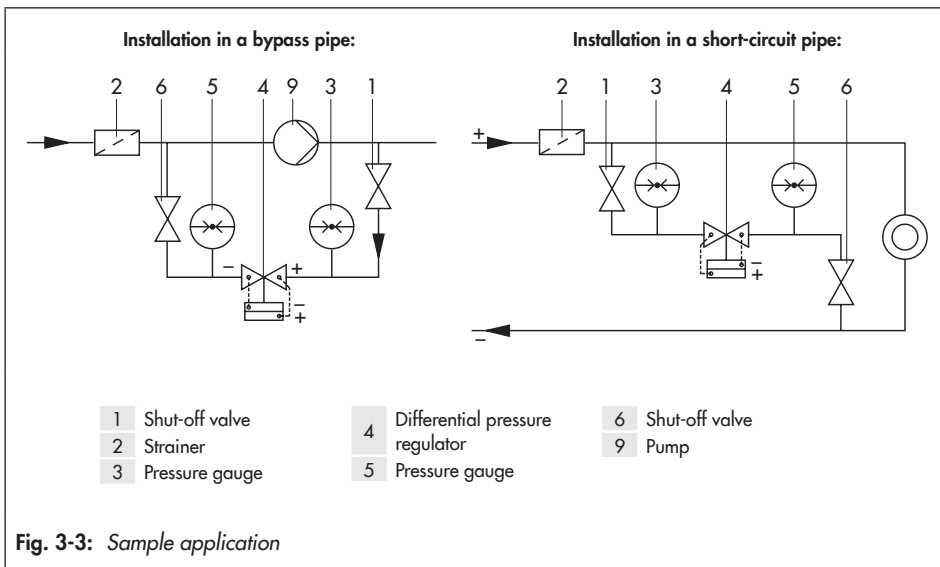 Installation in a bypass pipe:
2 6 5 4 9 3 1
– +
–
+
Installation in a short-circuit pipe:
2 1 3 4 5 6
+
–
+
–
1 Shut-off valve
2 Strainer
3 Pressure gauge
4 Differential pressure
regulator
5 Pressure gauge
6 Shut-off valve
9 Pump
Fig. 3-3: Sample application